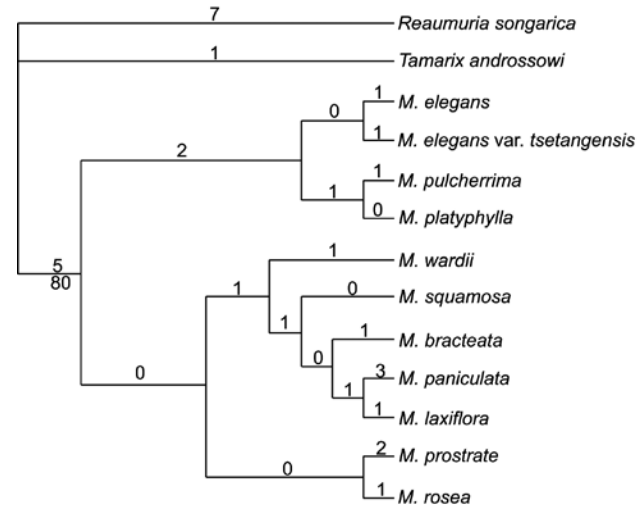 7 Reaumuria songarica
1 Tamarix androssowi
1 M. elegans
0
1 M. elegans var. tsetangensis
2
1 M. pulcherrima
1
0 M. platyphylla
1 M. wardii
5
80
1
0 M. squamosa
1
1 M. bracteata
0
3 M. paniculata
0
1
1 M. laxiflora
2 M. prostrate
0
1 M. rosea